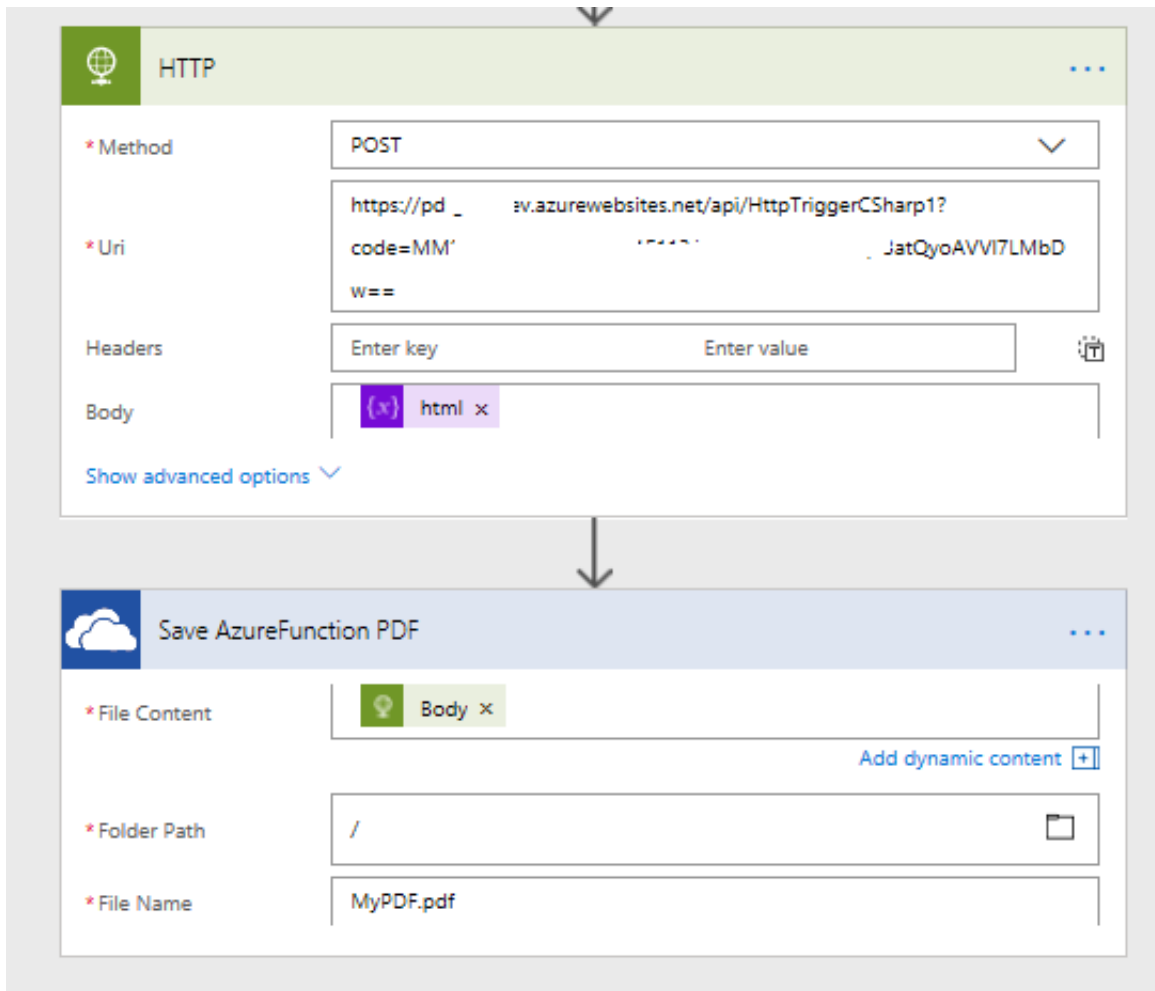 HTTP
...
* Method
POST
https://pd ev.azurewebsites.net/api/HttpTriggerCSharp1?
* Uri
code=MM JatQyoAVVI7LMbD
w==
Headers
Enter key Enter value
Body
{x} html ×
Show advanced options
Save AzureFunction PDF
...
* File Content
Body ×
Add dynamic content
* Folder Path
/
* File Name
MyPDF.pdf